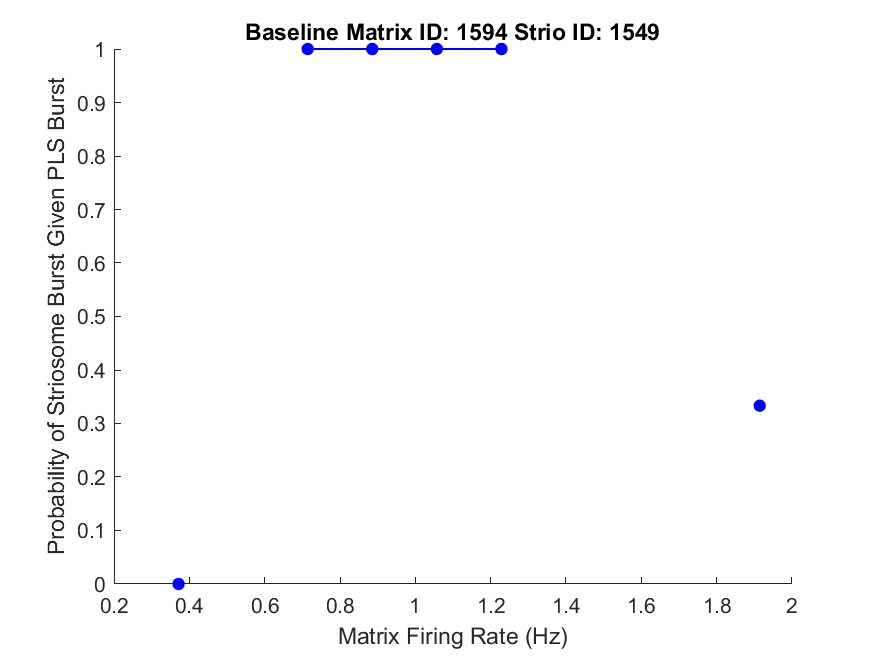 Baseline Matrix ID: 1594 Strio ID: 1549
Probability of Striosome Burst Given PLS Burst
1
0.9
0.8
0.7
0.6
0.5
0.4
0.3
0.2
0.1
0
0.2 0.4 0.6 0.8 1 1.2 1.4 1.6 1.8 2
Matrix Firing Rate (Hz)